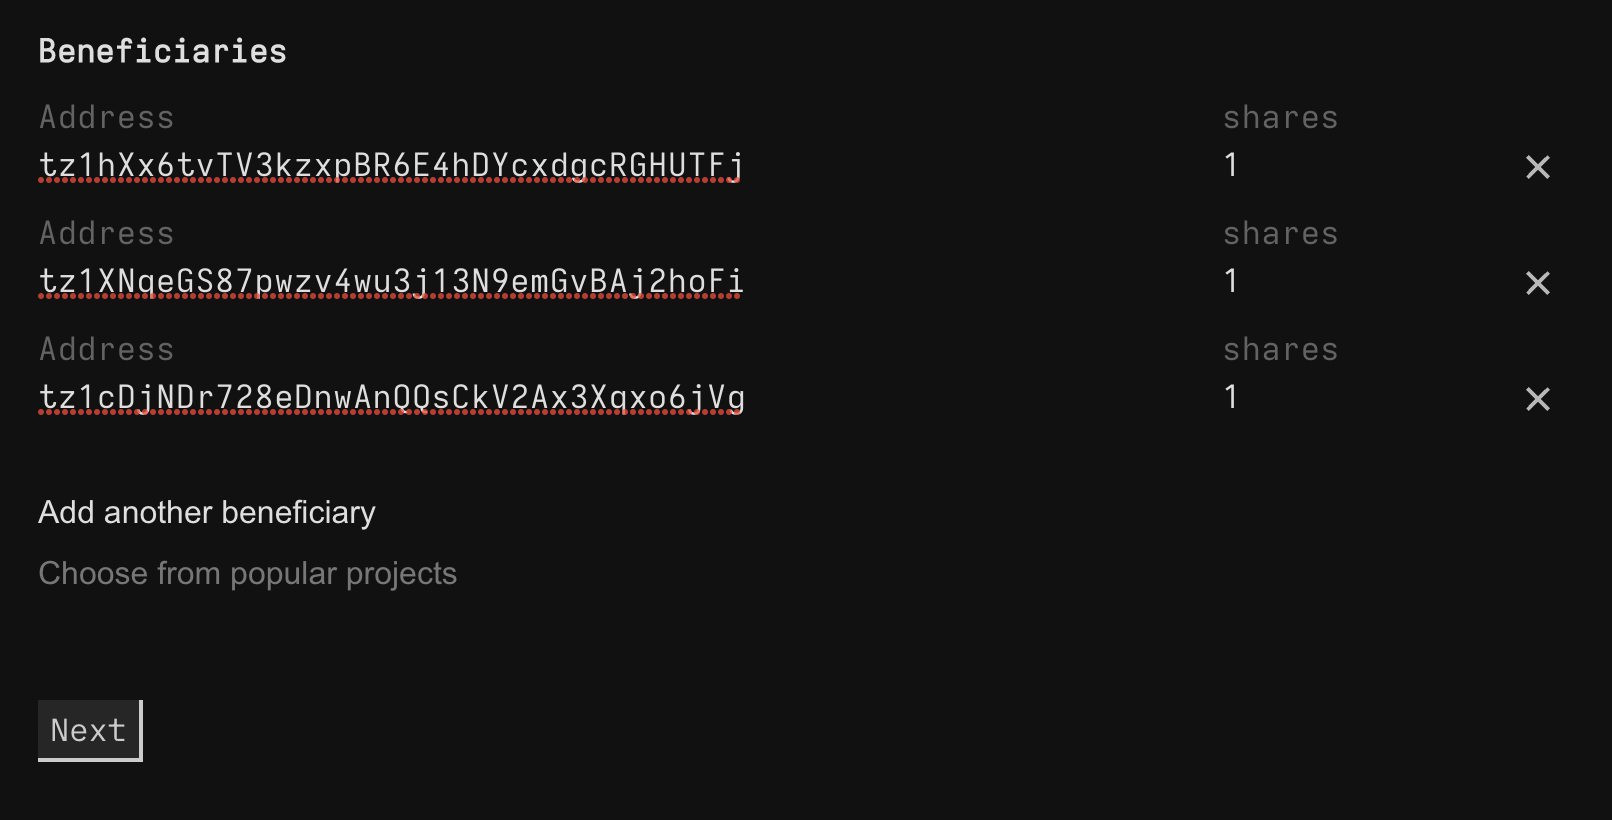 Beneficiaries
Address shares
tz1hXx6tvTV3kzxpBR6E4hDYcxdgcRGHUTFj 1 ×
Address shares
tz1XNqeGS87pwzv4wu3j13N9emGvBAj2hoFi 1 ×
Address shares
tz1cDjNDr728eDnwAnQQsCkV2Ax3Xqxo6jVg 1 ×
Add another beneficiary
Choose from popular projects
Next